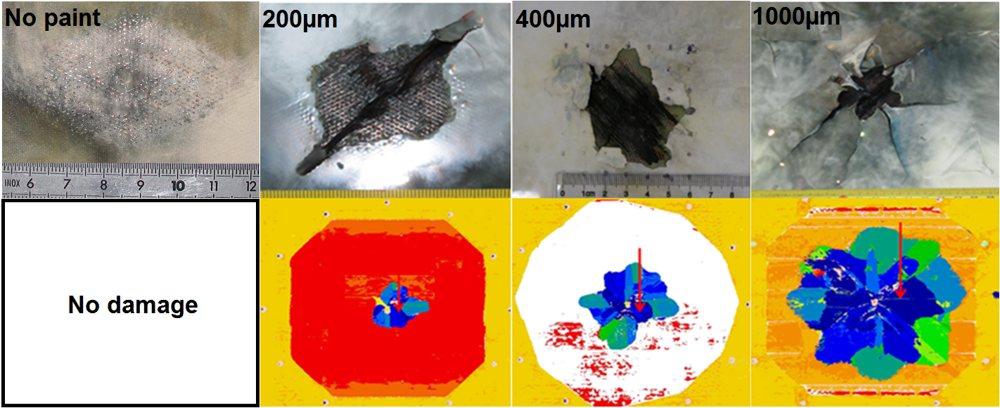 No paint
200µm
400µm
1000µm
INOX 6 7 8 9 10 11 12
0 1cm 2 3 4 5 6 7 8
No damage